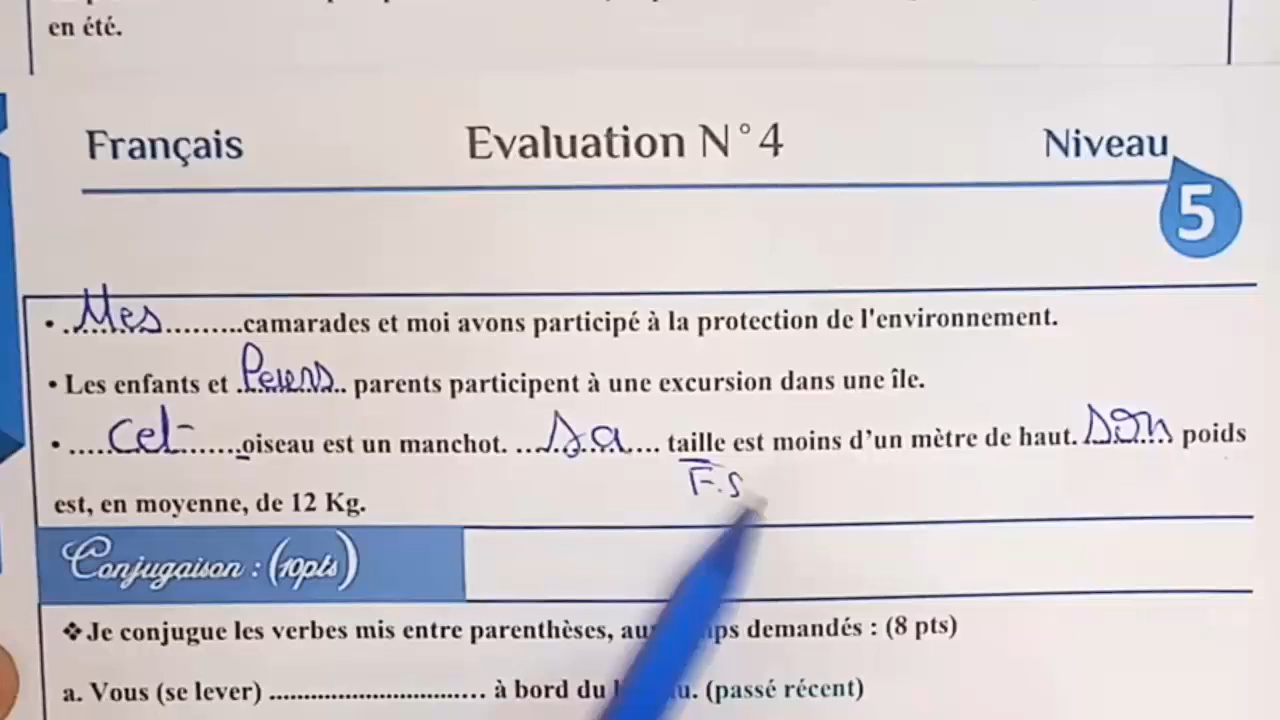 en été.
Français Evaluation N°4 Niveau 5
• ..Mes.........camarades et moi avons participé à la protection de l'environnement.
• Les enfants et ........ parents participent à une excursion dans une île.
• .....Cet.......oiseau est un manchot. ...Sa.... taille est moins d’un mètre de haut. Son poids
F.S
est, en moyenne, de 12 Kg.
Conjugaison : (10pts)
❖Je conjugue les verbes mis entre parenthèses, demandés : (8 pts)
a. Vous (se lever) ............................... à bord du (passé récent)